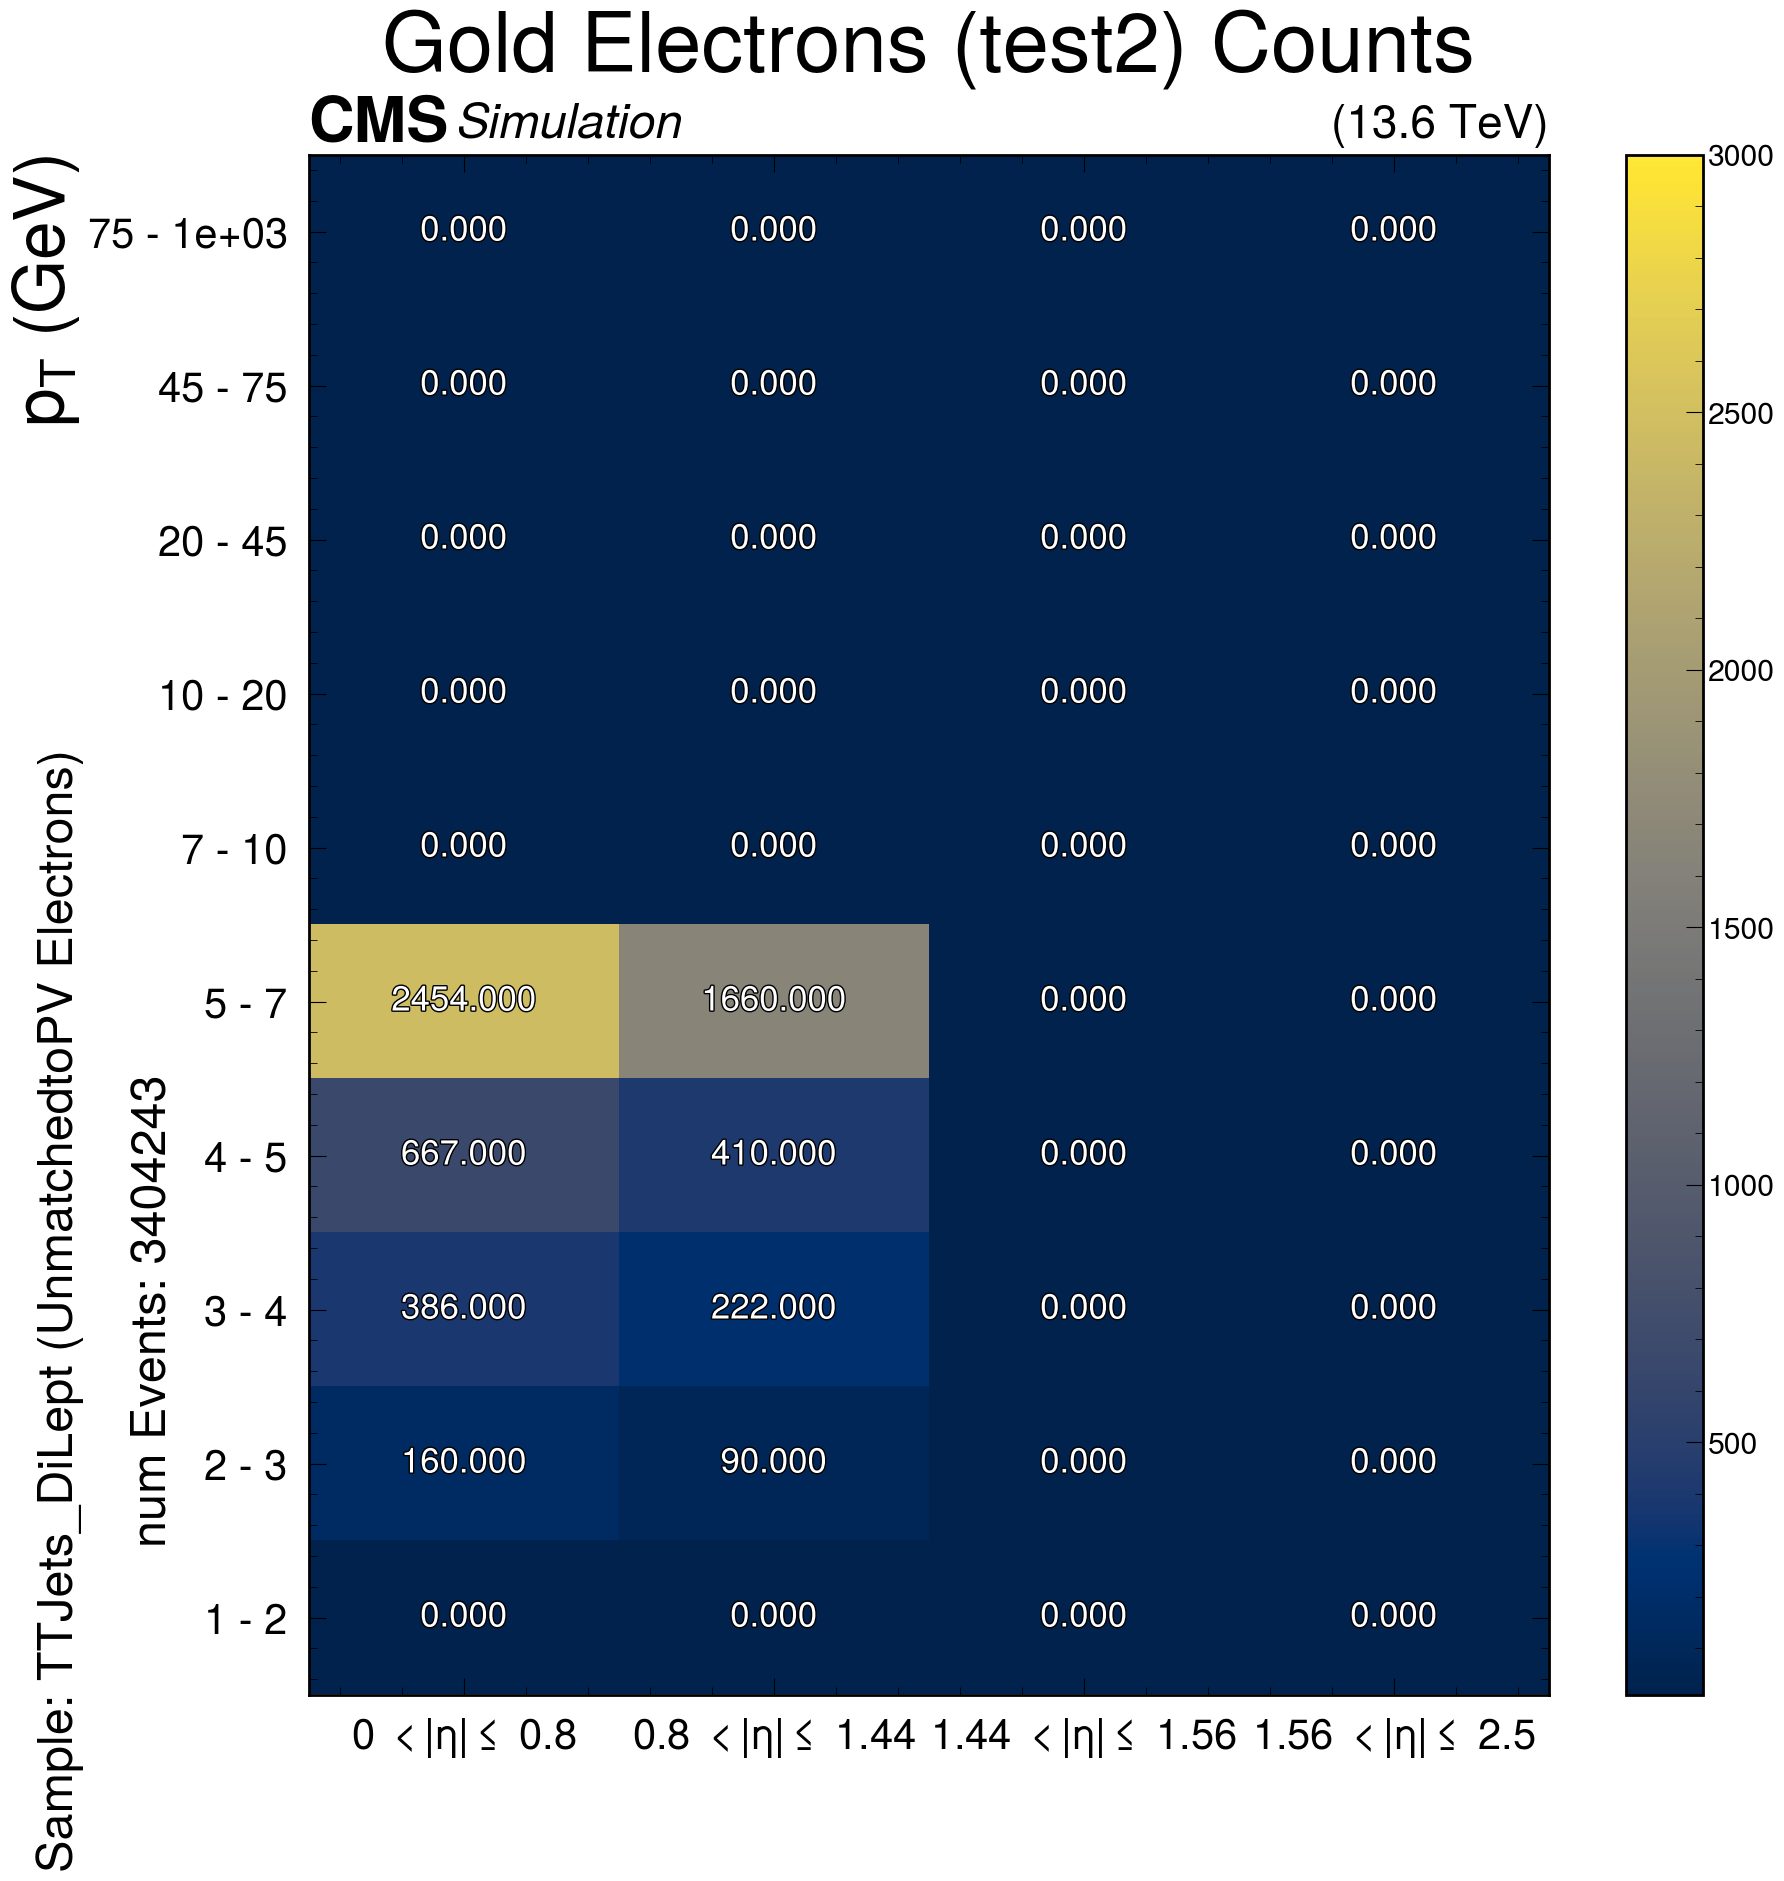 Gold Electrons (test2) Counts
CMS Simulation (13.6 TeV)
p_T (GeV)
Sample: TTJets_DiLept (UnmatchedtoPV Electrons)
num Events: 3404243
75 - 1e+03 0.000 0.000 0.000 0.000
45 - 75 0.000 0.000 0.000 0.000
20 - 45 0.000 0.000 0.000 0.000
10 - 20 0.000 0.000 0.000 0.000
7 - 10 0.000 0.000 0.000 0.000
5 - 7 2454.000 1660.000 0.000 0.000
4 - 5 667.000 410.000 0.000 0.000
3 - 4 386.000 222.000 0.000 0.000
2 - 3 160.000 90.000 0.000 0.000
1 - 2 0.000 0.000 0.000 0.000
0 < |η| ≤ 0.8 0.8 < |η| ≤ 1.44 1.44 < |η| ≤ 1.56 1.56 < |η| ≤ 2.5
3000
2500
2000
1500
1000
500